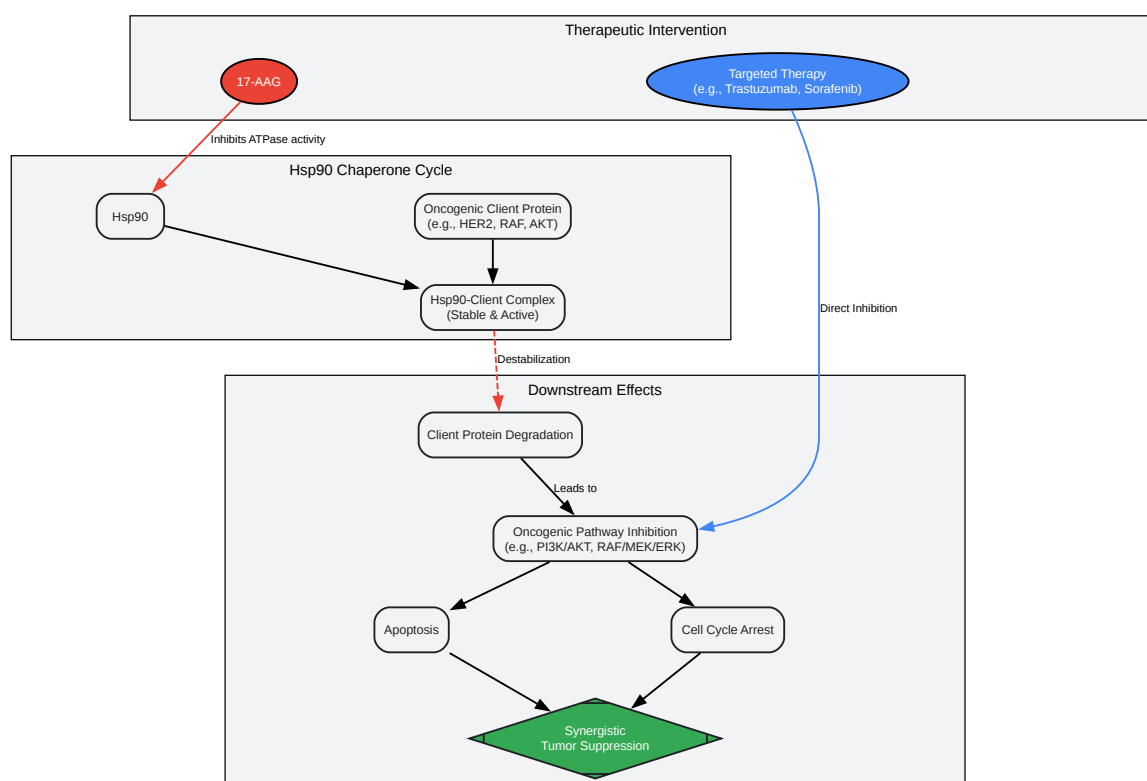 Therapeutic Intervention
17-AAG
Targeted Therapy
(e.g., Trastuzumab, Sorafenib)
Inhibits ATPase activity
Hsp90 Chaperone Cycle
Hsp90
Oncogenic Client Protein
(e.g., HER2, RAF, AKT)
Hsp90-Client Complex
(Stable & Active)
Direct Inhibition
Destabilization
Downstream Effects
Client Protein Degradation
Leads to
Oncogenic Pathway Inhibition
(e.g., PI3K/AKT, RAF/MEK/ERK)
Apoptosis
Cell Cycle Arrest
Synergistic
Tumor Suppression